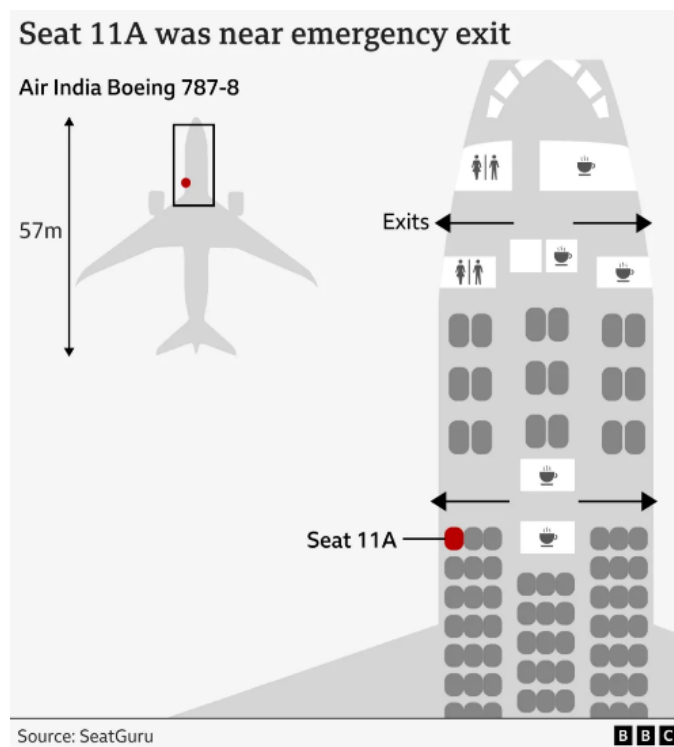 Seat 11A was near emergency exit
Air India Boeing 787-8
57m
Exits
Seat 11A
Source: SeatGuru
BBC